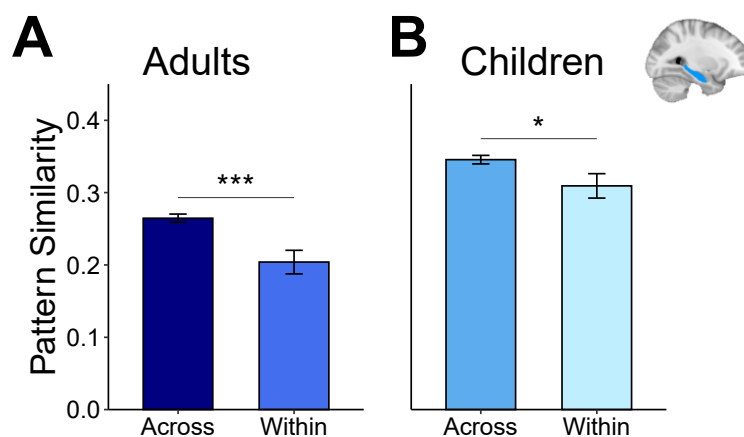 A
B
Adults
Children
Pattern Similarity
0.4
0.3
0.2
0.1
0.0
***
*
Across
Within
Across
Within